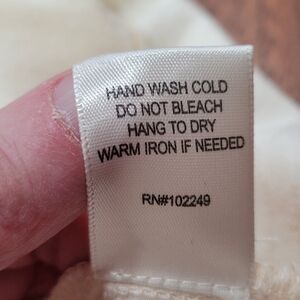 HAND WASH COLD
DO NOT BLEACH
HANG TO DRY
WARM IRON IF NEEDED
RN#102249